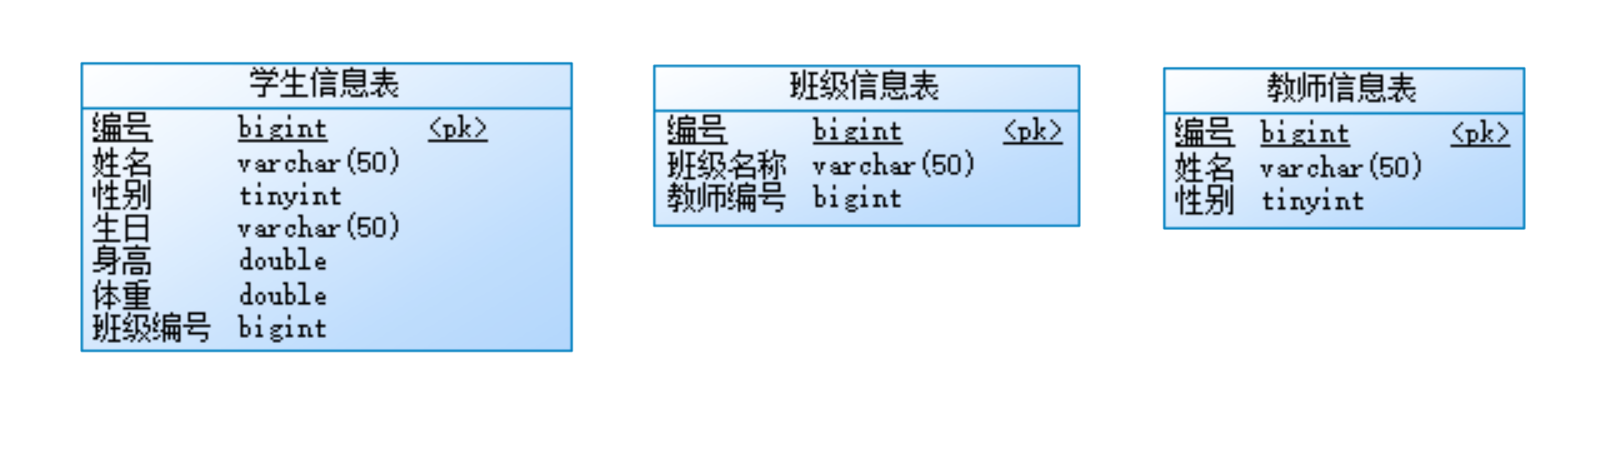 学生信息表
编号 bigint <pk>
姓名 varchar(50)
性别 tinyint
生日 varchar(50)
身高 double
体重 double
班级编号 bigint
班级信息表
编号 bigint <pk>
班级名称 varchar(50)
教师编号 bigint
教师信息表
编号 bigint <pk>
姓名 varchar(50)
性别 tinyint